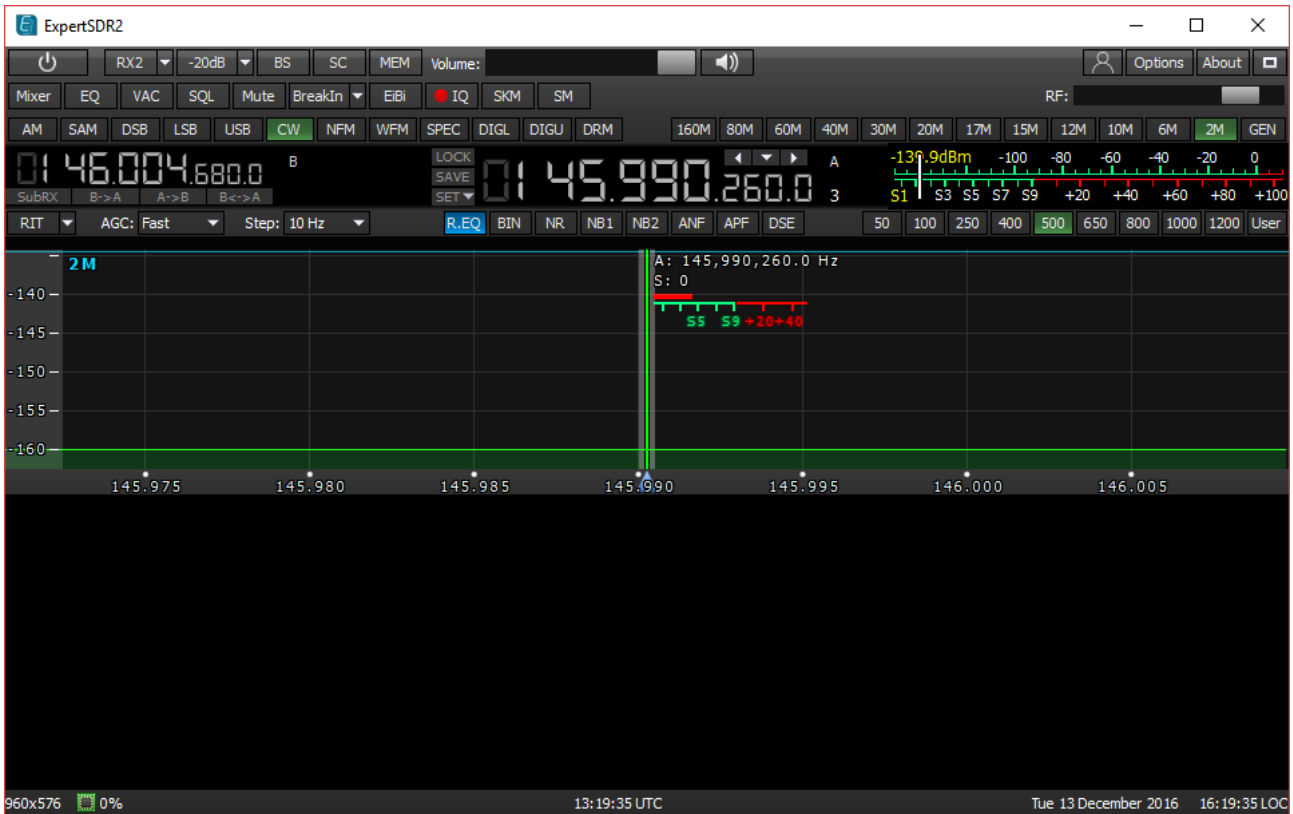 ExpertSDR2
RX2 -20dB BS SC MEM Volume: Options About
Mixer EQ VAC SQL Mute BreakIn EiBi IQ SKM SM RF:
AM SAM DSB LSB USB CW NFM WFM SPEC DIGL DIGU DRM 160M 80M 60M 40M 30M 20M 17M 15M 12M 10M 6M 2M GEN
146.004.680.0 B LOCK SAVE SET 145.990.260.0 A 3 -139.9dBm -100 -80 -60 -40 -20 0
SubRX B->A A->B B<->A S1 S3 S5 S7 S9 +20 +40 +60 +80 +100
RIT AGC: Fast Step: 10 Hz R.EQ BIN NR NB1 NB2 ANF APF DSE 50 100 250 400 500 650 800 1000 1200 User
2M A: 145,990,260.0 Hz
S: 0
-140
S5 S9 +20 +40
-145
-150
-155
-160
145.975 145.980 145.985 145.990 145.995 146.000 146.005
960x576 0% 13:19:35 UTC Tue 13 December 2016 16:19:35 LOC